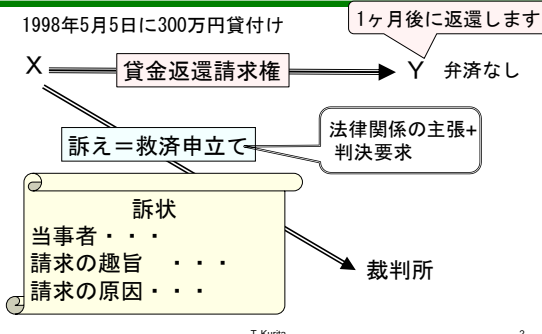 1998年5月5日に300万円貸付け
1ヶ月後に返還します
X
貸金返還請求権
Y 弁済なし
訴え＝救済申立て
法律関係の主張+
判決要求
訴状
当事者・・・
請求の趣旨 ・・・
請求の原因・・・
裁判所
T. Kurita
2